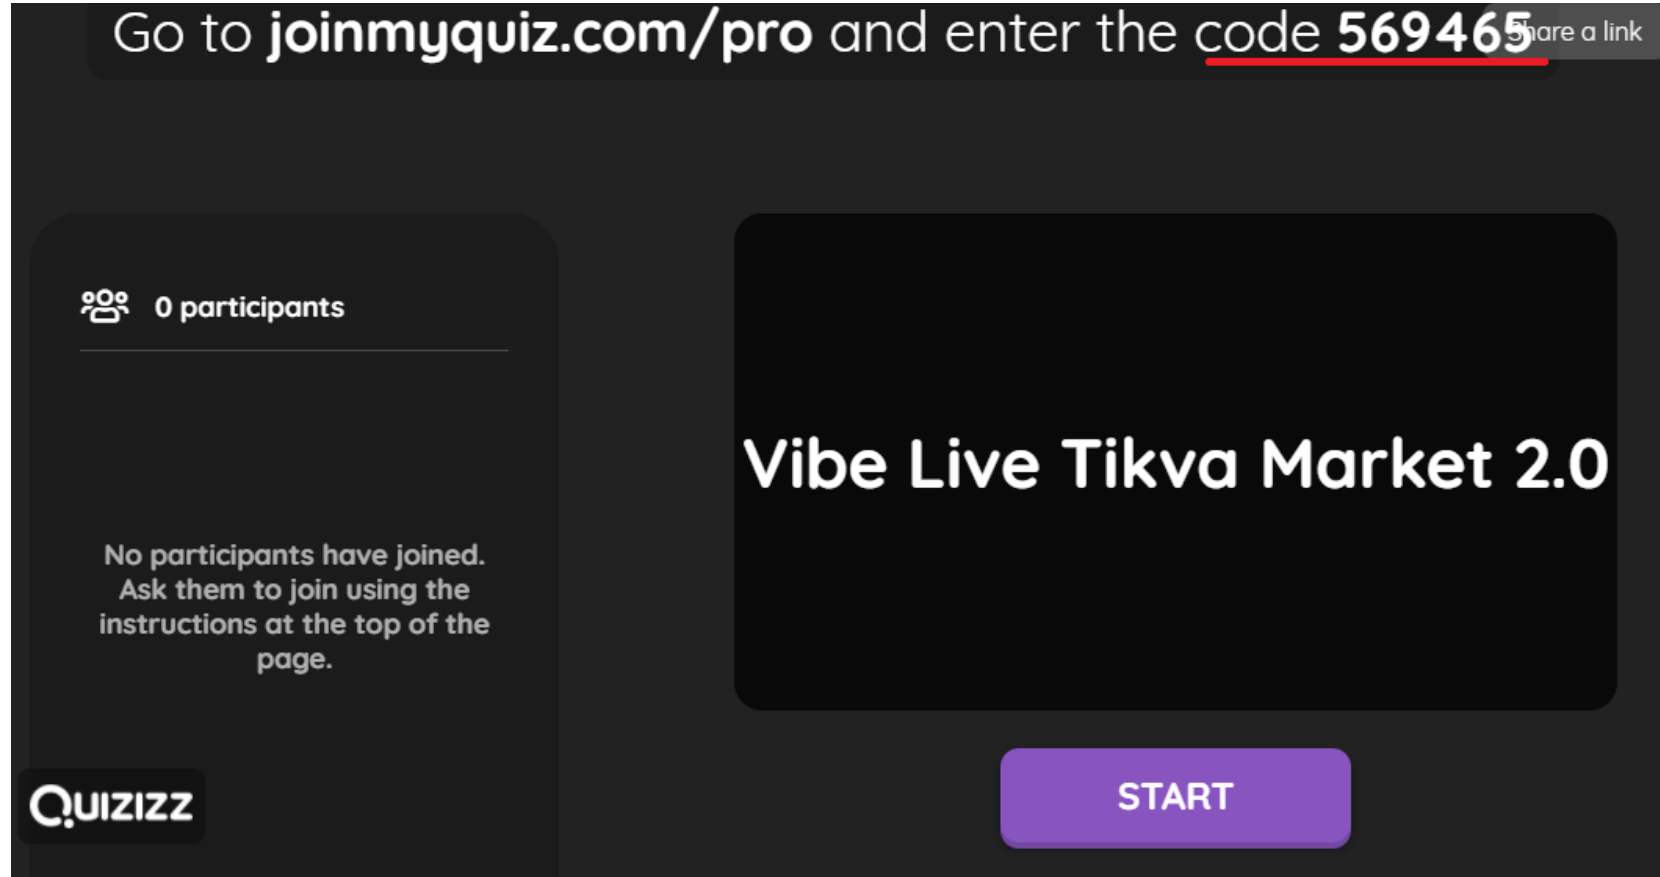 Go to joinmyquiz.com/pro and enter the code 569465
Share a link
0 participants
No participants have joined.
Ask them to join using the
instructions at the top of the
page.
Vibe Live Tikva Market 2.0
START
QUIZIZZ